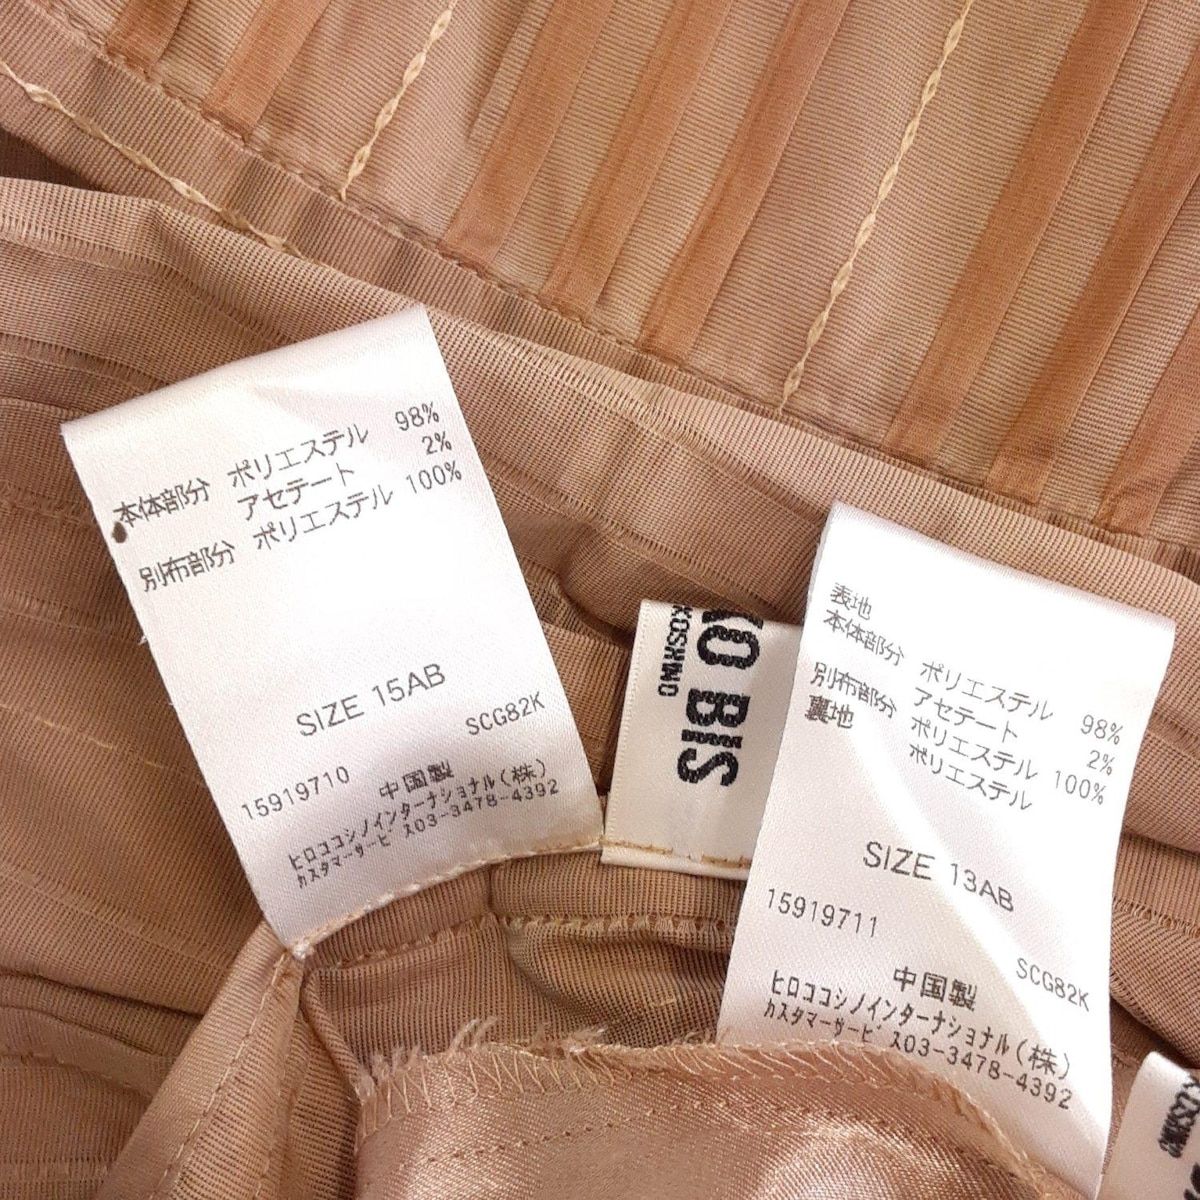 本体部分 ポリエステル 98%
アセテート 2%
別布部分 ポリエステル 100%
SIZE 15AB
SCG82K
15919710
中国製
ヒロココシノインターナショナル(株)
カスタマーサービス03-3478-4392
KO BIS
KOSHINO
表地
本体部分 ポリエステル 98%
アセテート 2%
別布部分 ポリエステル 100%
裏地 ポリエステル
SIZE 13AB
15919711
SCG82K
中国製
ヒロココシノインターナショナル(株)
カスタマーサービス03-3478-4392
KOSHINO